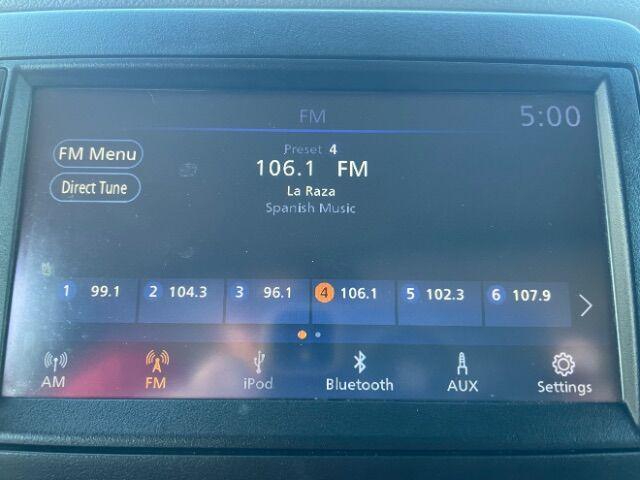 FM 5:00
FM Menu
Direct Tune
Preset 4
106.1 FM
La Raza
Spanish Music
1 99.1 2 104.3 3 96.1 4 106.1 5 102.3 6 107.9
AM FM iPod Bluetooth AUX Settings